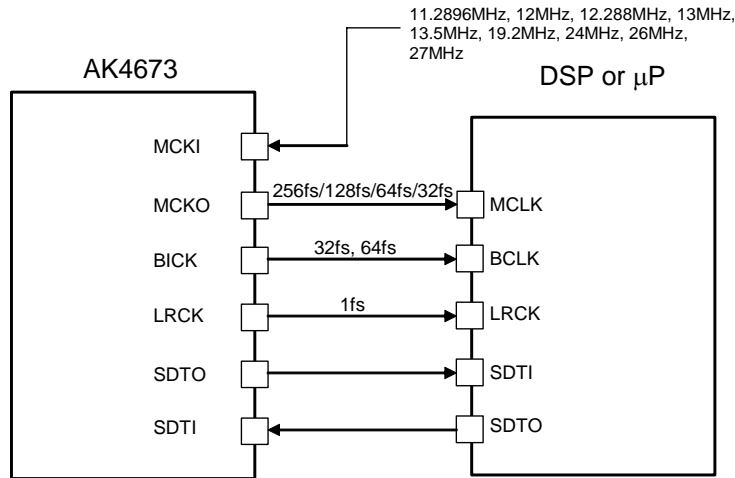 11.2896MHz, 12MHz, 12.288MHz, 13MHz,
13.5MHz, 19.2MHz, 24MHz, 26MHz,
27MHz
AK4673
DSP or μP
MCKI
MCKO
256fs/128fs/64fs/32fs
MCLK
BICK
32fs, 64fs
BCLK
LRCK
1fs
LRCK
SDTO
SDTI
SDTI
SDTO